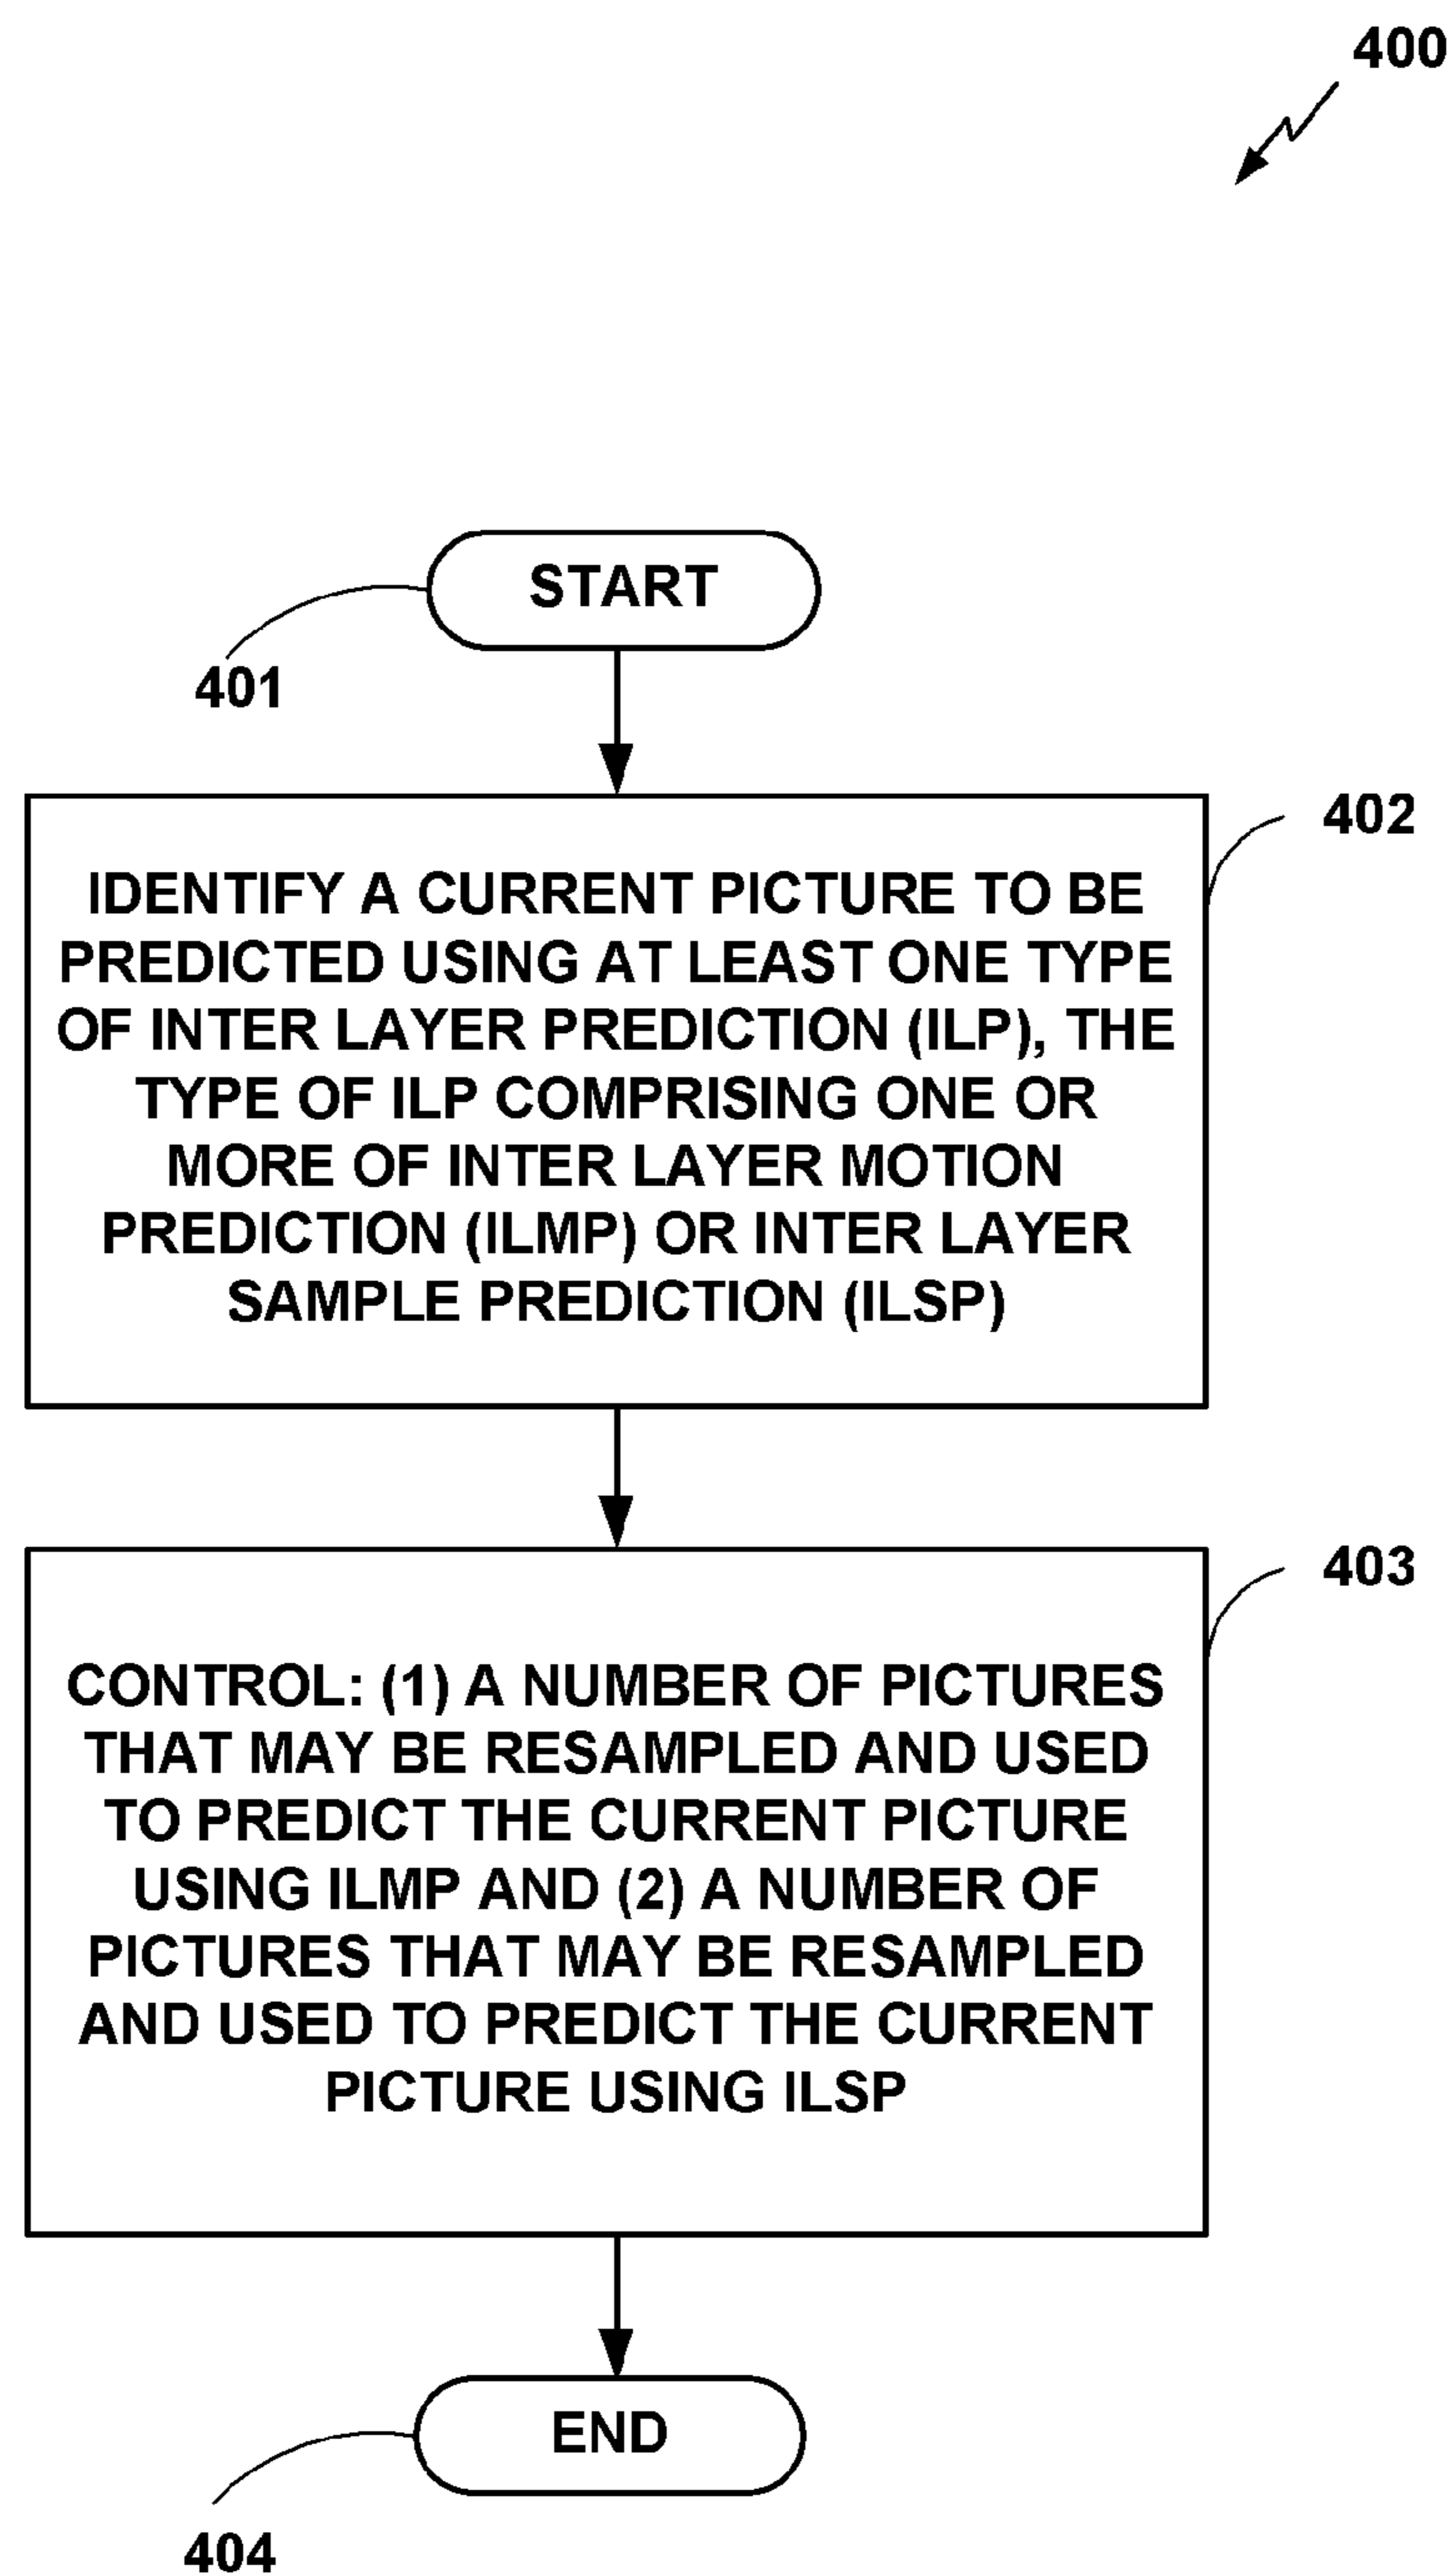 400
START
401
402
IDENTIFY A CURRENT PICTURE TO BE
PREDICTED USING AT LEAST ONE TYPE
OF INTER LAYER PREDICTION (ILP), THE
TYPE OF ILP COMPRISING ONE OR
MORE OF INTER LAYER MOTION
PREDICTION (ILMP) OR INTER LAYER
SAMPLE PREDICTION (ILSP)
403
CONTROL: (1) A NUMBER OF PICTURES
THAT MAY BE RESAMPLED AND USED
TO PREDICT THE CURRENT PICTURE
USING ILMP AND (2) A NUMBER OF
PICTURES THAT MAY BE RESAMPLED
AND USED TO PREDICT THE CURRENT
PICTURE USING ILSP
END
404